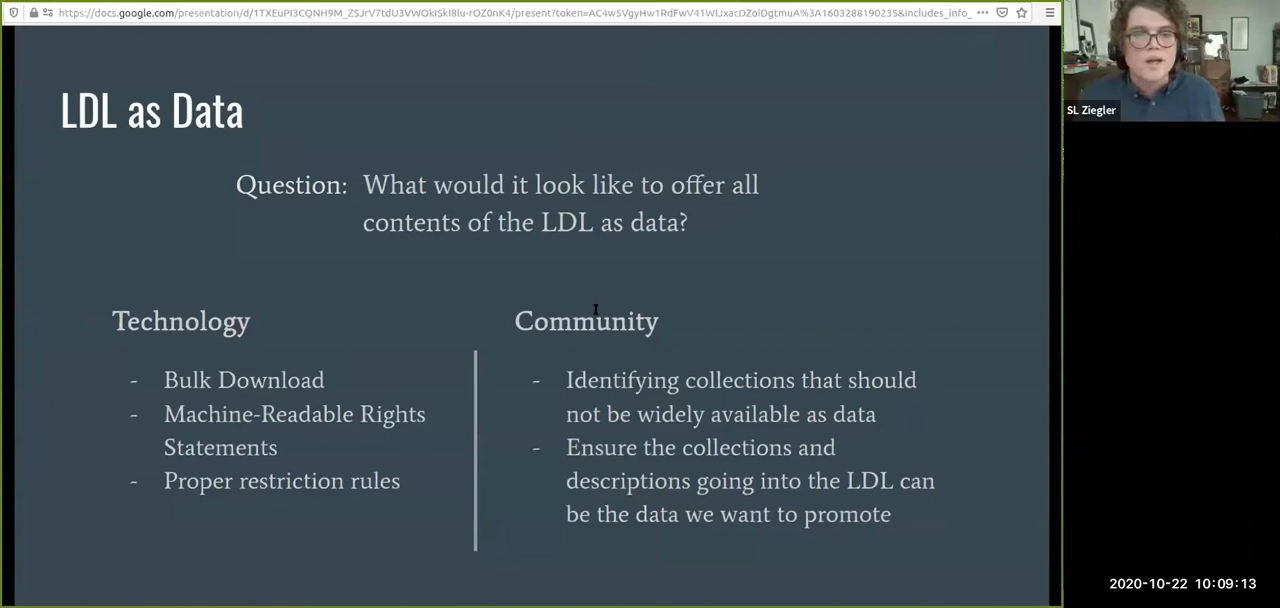 https://docs.google.com/presentation/d/1TXEuPI3CQNH9M_ZSJrV7tdU3VWOkISkI8lu-rOZ0nK4/present?token=AC4w5VgyHw1RdFwV41WIJxacDZolDgtmuA%3A1603288190235&includes_info_
SL Ziegler
LDL as Data
Question: What would it look like to offer all
contents of the LDL as data?
Technology
- Bulk Download
- Machine-Readable Rights
Statements
- Proper restriction rules
Community
- Identifying collections that should
not be widely available as data
- Ensure the collections and
descriptions going into the LDL can
be the data we want to promote
2020-10-22 10:09:13